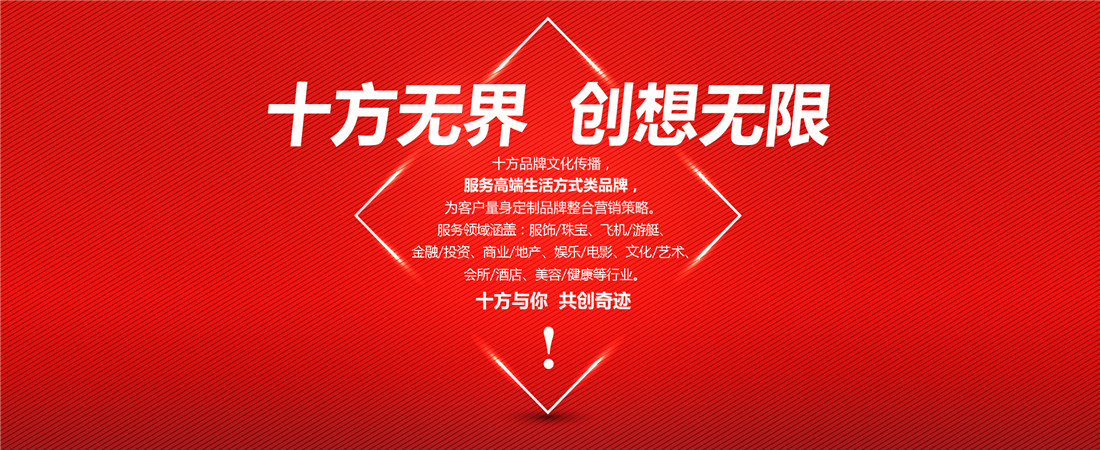 十方无界 创想无限
十方品牌文化传播，
服务高端生活方式类品牌，
为客户量身定制品牌整合营销策略。
服务领域涵盖：服饰/珠宝、飞机/游艇、
金融/投资、商业/地产、娱乐/电影、文化/艺术、
会所/酒店、美容/健康等行业。
十方与你 共创奇迹
！